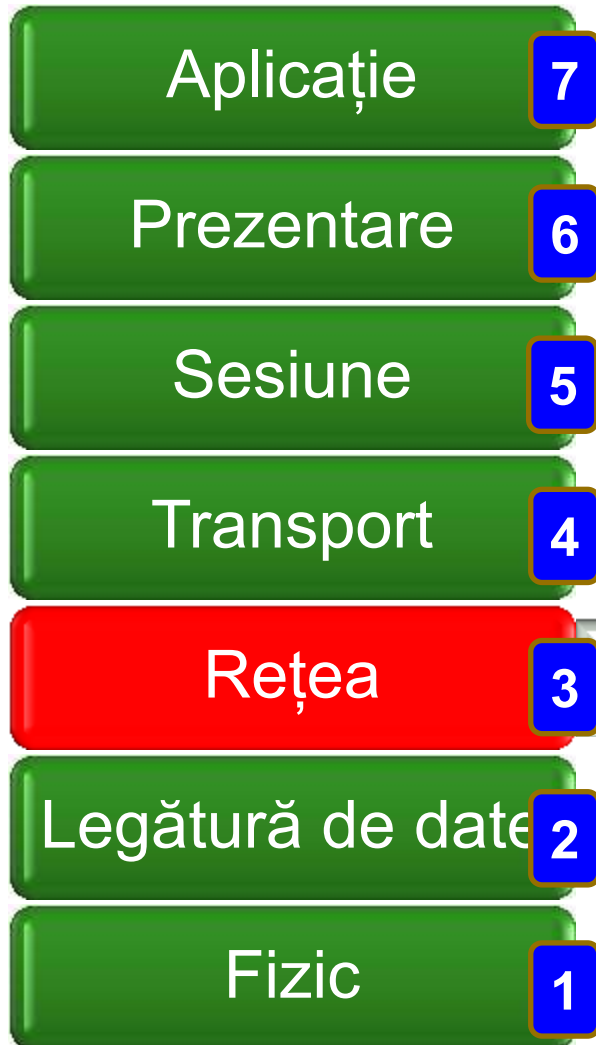 Aplicație 7
Prezentare 6
Sesiune 5
Transport 4
Rețea 3
Legătură de date 2
Fizic 1